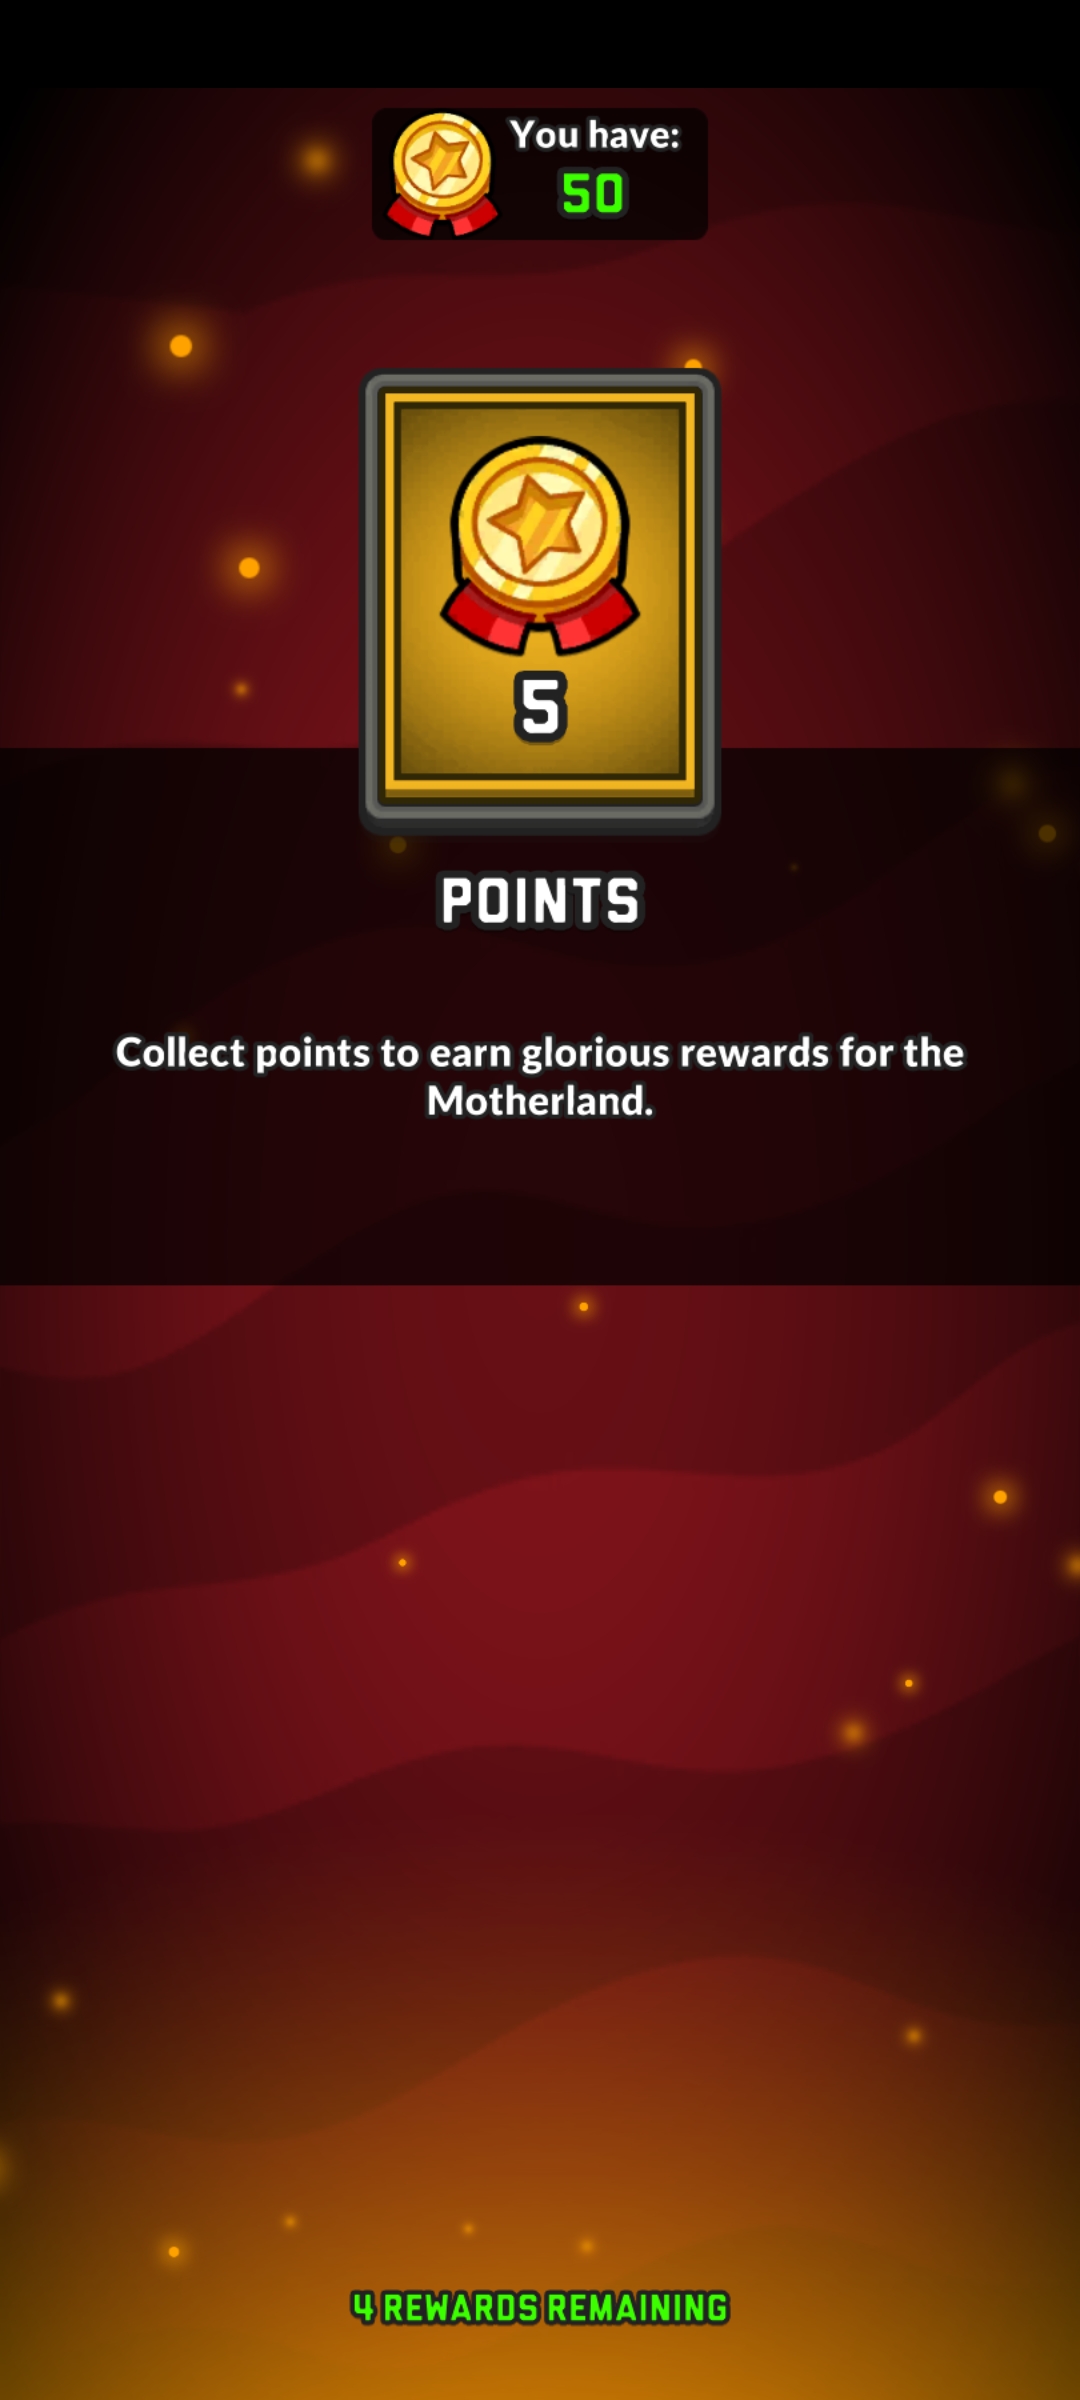 You have:
50
5
POINTS
Collect points to earn glorious rewards for the
Motherland.
4 REWARDS REMAINING